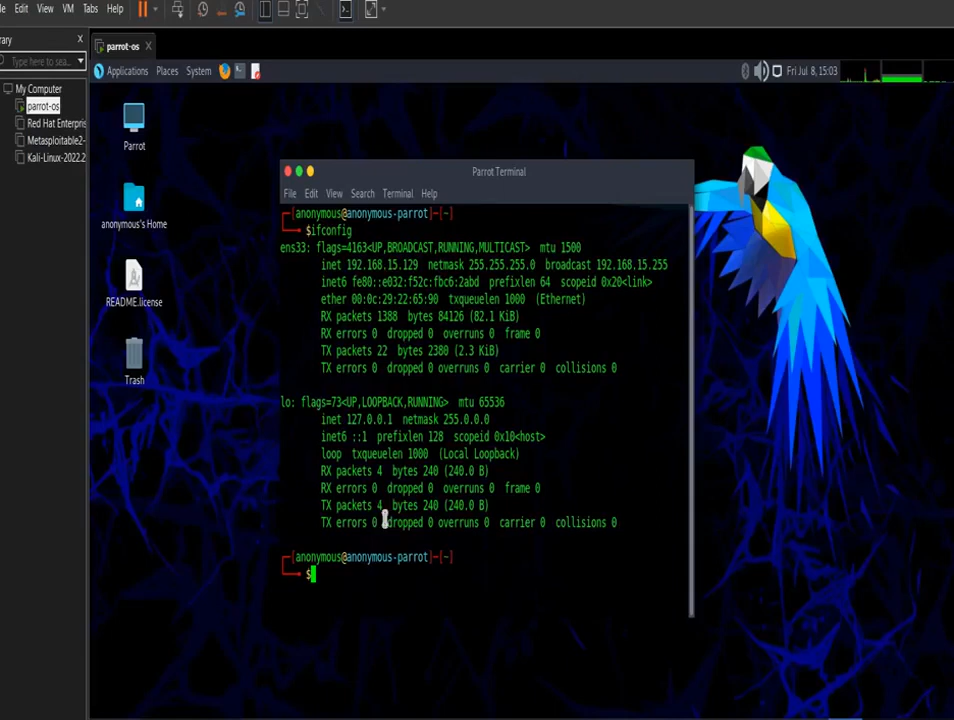 Edit View VM Tabs Help
Type here to sea...
My Computer
parrot-os
Red Hat Enterpris
Metasploitable2-
Kali-Linux-2022.2
parrot-os
Applications Places System
Fri Jul 8, 15:03
Parrot
anonymous's Home
README.license
Trash
Parrot Terminal
File Edit View Search Terminal Help
┌─[anonymous@anonymous-parrot]─[~]
└──╼ $ifconfig
ens33: flags=4163<UP,BROADCAST,RUNNING,MULTICAST> mtu 1500
inet 192.168.15.129 netmask 255.255.255.0 broadcast 192.168.15.255
inet6 fe80::e032:f52c:fbc6:2abd prefixlen 64 scopeid 0x20<link>
ether 00:0c:29:22:65:90 txqueuelen 1000 (Ethernet)
RX packets 1388 bytes 84126 (82.1 KiB)
RX errors 0 dropped 0 overruns 0 frame 0
TX packets 22 bytes 2380 (2.3 KiB)
TX errors 0 dropped 0 overruns 0 carrier 0 collisions 0
lo: flags=73<UP,LOOPBACK,RUNNING> mtu 65536
inet 127.0.0.1 netmask 255.0.0.0
inet6 ::1 prefixlen 128 scopeid 0x10<host>
loop txqueuelen 1000 (Local Loopback)
RX packets 4 bytes 240 (240.0 B)
RX errors 0 dropped 0 overruns 0 frame 0
TX packets 4 bytes 240 (240.0 B)
TX errors 0 dropped 0 overruns 0 carrier 0 collisions 0
┌─[anonymous@anonymous-parrot]─[~]
└──╼ $